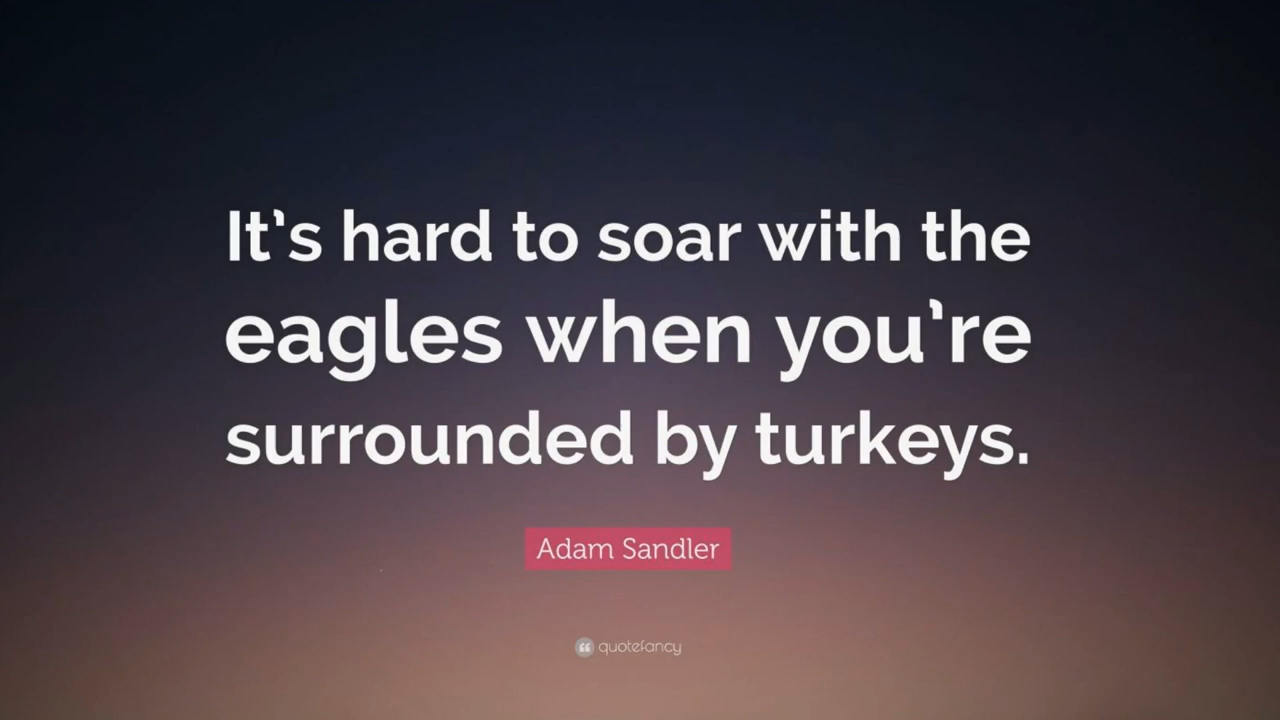 It’s hard to soar with the
eagles when you’re
surrounded by turkeys.
Adam Sandler
quotefancy